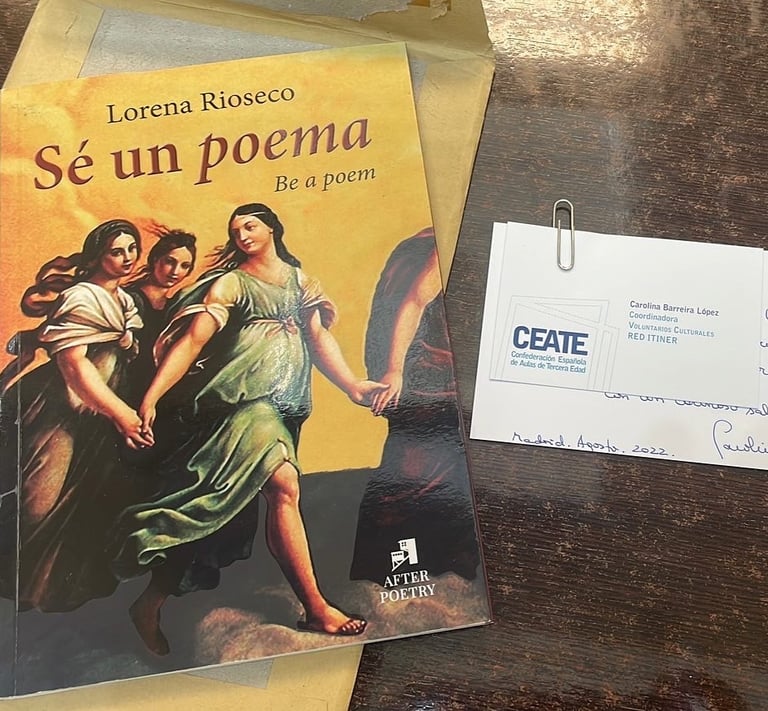 Lorena Rioseco
Sé un poema
Be a poem
AFTER
POETRY
CEATE
Confederación Española
de Aulas de Tercera Edad
Carolina Barreira López
Coordinadora
VOLUNTARIOS CULTURALES
RED ITINER
Madrid. Agosto. 2022.